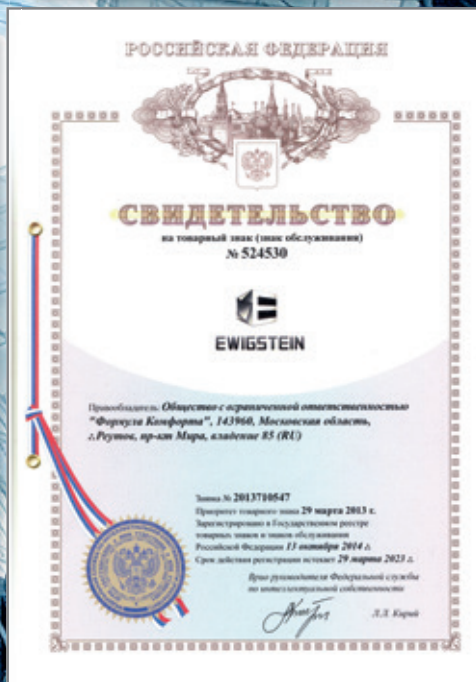 РОССИЙСКАЯ ФЕДЕРАЦИЯ
СВИДЕТЕЛЬСТВО
на товарный знак (знак обслуживания)
№ 524530
EWIGSTEIN
Правообладатель: Общество с ограниченной ответственностью
"Формула Комфорта", 143960, Московская область,
г.Реутов, пр-кт Мира, владение 85 (RU)
Заявка № 2013710547
Приоритет товарного знака 29 марта 2013 г.
Зарегистрировано в Государственном реестре
товарных знаков и знаков обслуживания
Российской Федерации 13 октября 2014 г.
Срок действия регистрации истекает 29 марта 2023 г.
Врио руководителя Федеральной службы
по интеллектуальной собственности
Л.Л. Кирий